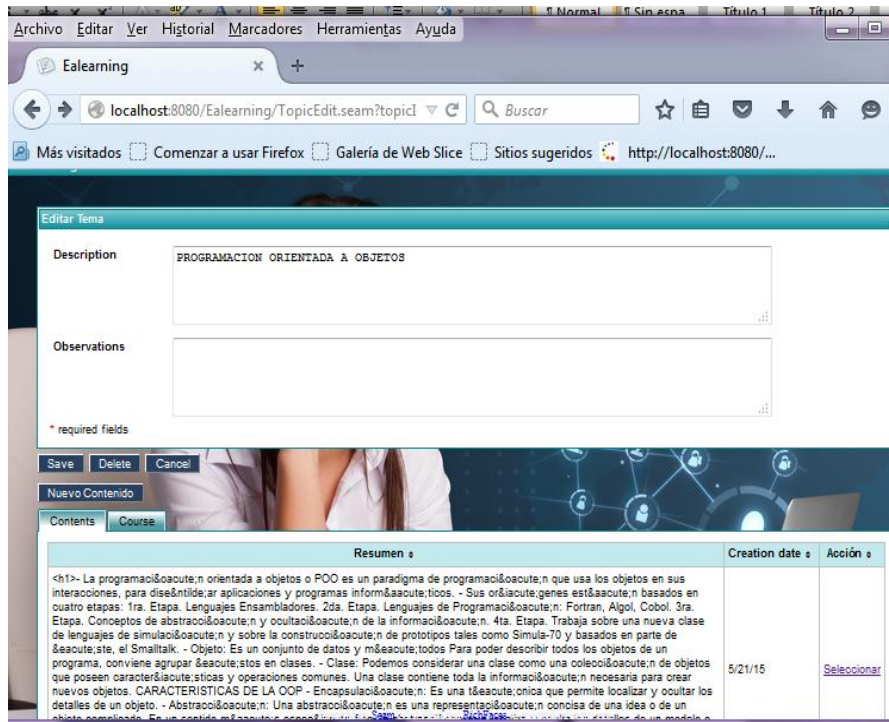 ¶ Normal ¶ Sin espa... Título 1 Título 2
Archivo Editar Ver Historial Marcadores Herramientas Ayuda
Ealearning × +
localhost:8080/Ealearning/TopicEdit.seam?topicI Buscar
Más visitados Comenzar a usar Firefox Galería de Web Slice Sitios sugeridos http://localhost:8080/...
Editar Tema
Description PROGRAMACION ORIENTADA A OBJETOS
Observations
* required fields
Save Delete Cancel
Nuevo Contenido
Contents Course
Resumen Creation date Acción
<h1>- La programaci&oacute;n orientada a objetos o POO es un paradigma de programaci&oacute;n que usa los objetos en sus
interacciones, para dise&ntilde;ar aplicaciones y programas inform&aacute;ticos. - Sus or&iacute;genes est&aacute;n basados en
cuatro etapas: 1ra. Etapa. Lenguajes Ensambladores. 2da. Etapa. Lenguajes de Programaci&oacute;n: Fortran, Algol, Cobol. 3ra.
Etapa. Conceptos de abstracci&oacute;n y ocultaci&oacute;n de la informaci&oacute;n. 4ta. Etapa. Trabaja sobre una nueva clase
de lenguajes de simulaci&oacute;n y sobre la construcci&oacute;n de prototipos tales como Simula-70 y basados en parte de
&eacute;ste, el Smalltalk. - Objeto: Es un conjunto de datos y m&eacute;todos Para poder describir todos los objetos de un
programa, conviene agrupar &eacute;stos en clases. - Clase: Podemos considerar una clase como una colecci&oacute;n de objetos
que poseen caracter&iacute;sticas y operaciones comunes. Una clase contiene toda la informaci&oacute;n necesaria para crear
nuevos objetos. CARACTERISTICAS DE LA OOP - Encapsulaci&oacute;n: Es una t&eacute;cnica que permite localizar y ocultar los
detalles de un objeto. - Abstracci&oacute;n: Una abstracci&oacute;n es una representaci&oacute;n concisa de una idea o de un
5/21/15 Seleccionar
Seam RichFaces